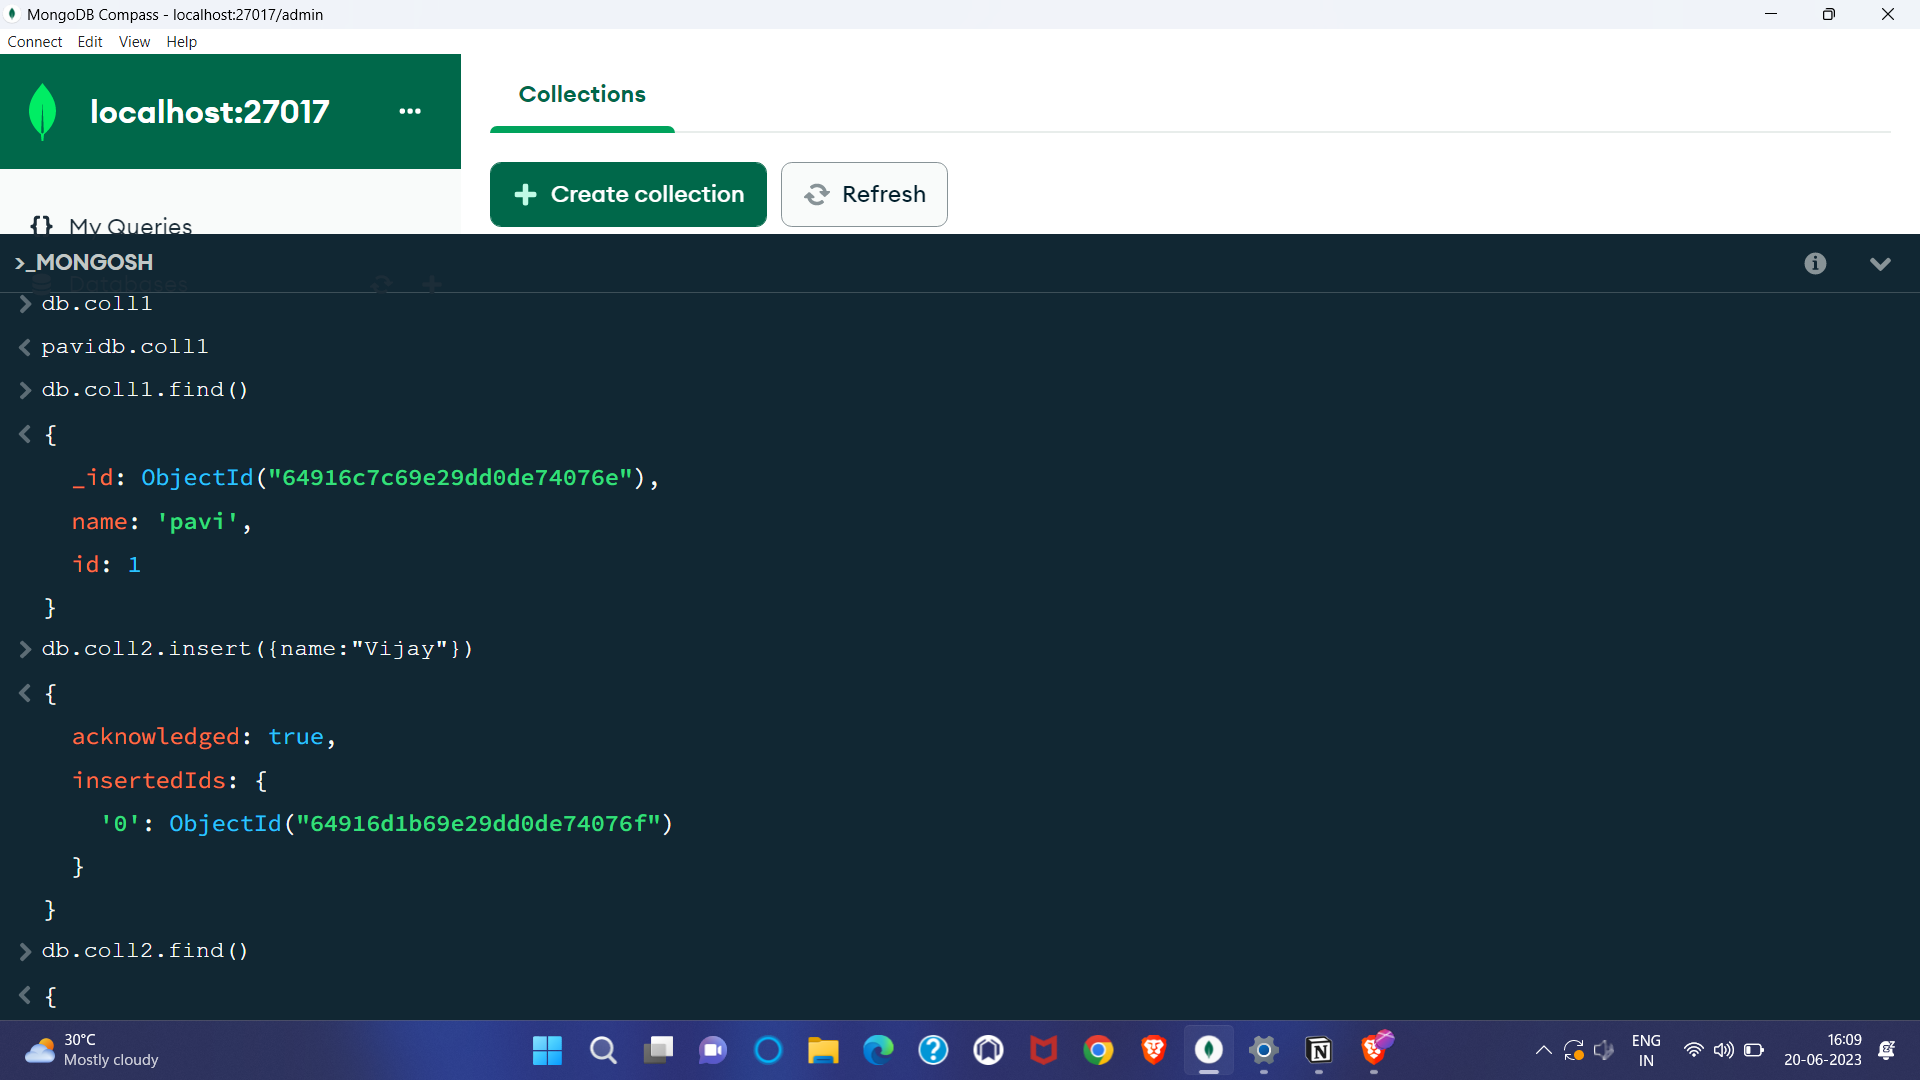 MongoDB Compass - localhost:27017/admin
Connect Edit View Help
localhost:27017 ...
Collections
+ Create collection Refresh
{} My Queries
>_MONGOSH
Databases
> db.coll1
< pavidb.coll1
> db.coll1.find()
< {
_id: ObjectId("64916c7c69e29dd0de74076e"),
name: 'pavi',
id: 1
}
> db.coll2.insert({name:"Vijay"})
< {
acknowledged: true,
insertedIds: {
'0': ObjectId("64916d1b69e29dd0de74076f")
}
}
> db.coll2.find()
< {
30°C
Mostly cloudy
ENG
IN
16:09
20-06-2023